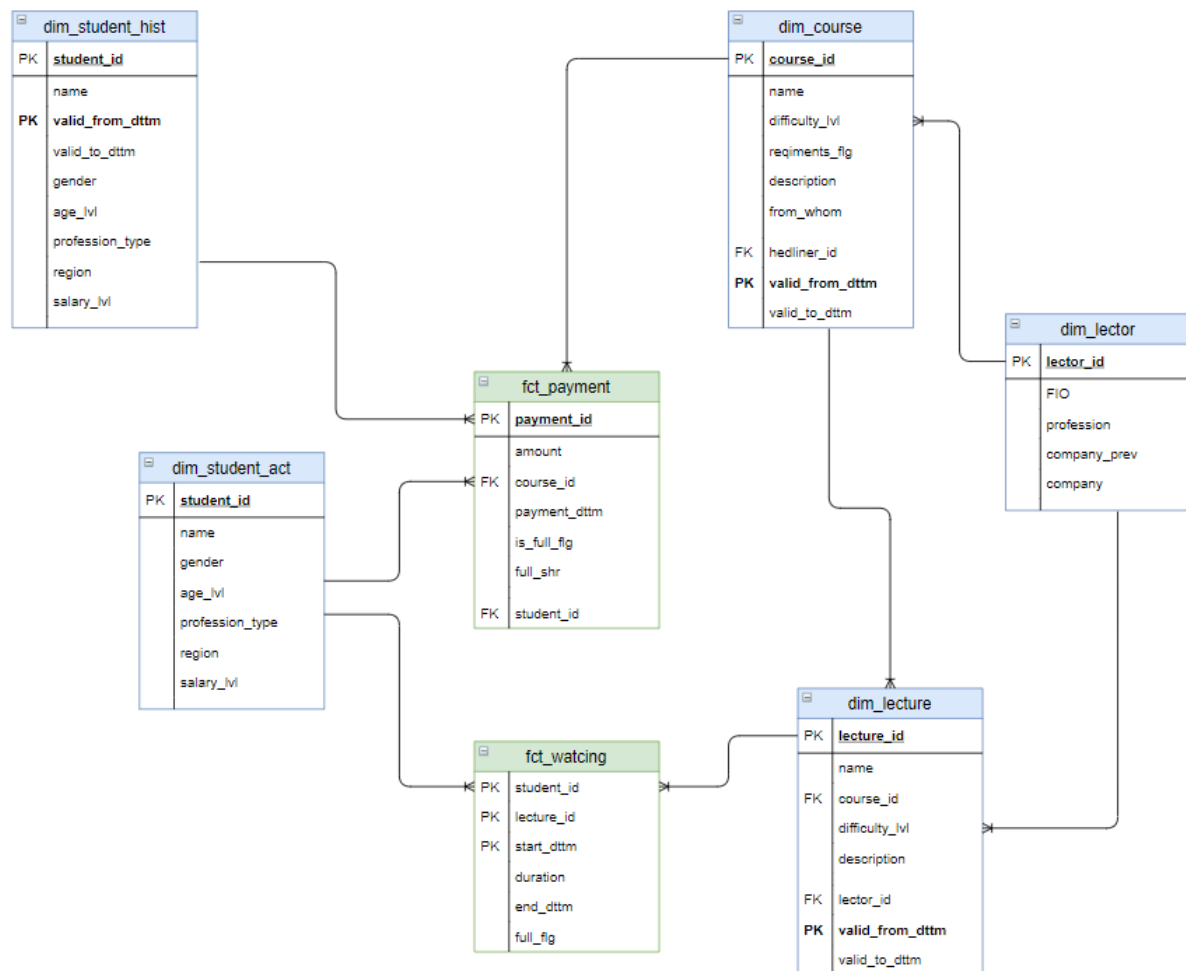 dim_student_hist
PK student_id
name
PK valid_from_dttm
valid_to_dttm
gender
age_lvl
profession_type
region
salary_lvl
dim_course
PK course_id
name
difficulty_lvl
reqiments_flg
description
from_whom
FK hedliner_id
PK valid_from_dttm
valid_to_dttm
dim_lector
PK lector_id
FIO
profession
company_prev
company
fct_payment
PK payment_id
amount
FK course_id
payment_dttm
is_full_flg
full_shr
FK student_id
dim_student_act
PK student_id
name
gender
age_lvl
profession_type
region
salary_lvl
fct_watcing
PK student_id
PK lecture_id
PK start_dttm
duration
end_dttm
full_flg
dim_lecture
PK lecture_id
name
FK course_id
difficulty_lvl
description
FK lector_id
PK valid_from_dttm
valid_to_dttm